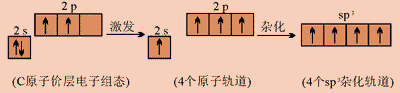 2 p
2 p
sp³
2 s
激发
2 s
杂化
(C原子价层电子组态)
(4个原子轨道)
(4个sp³杂化轨道)